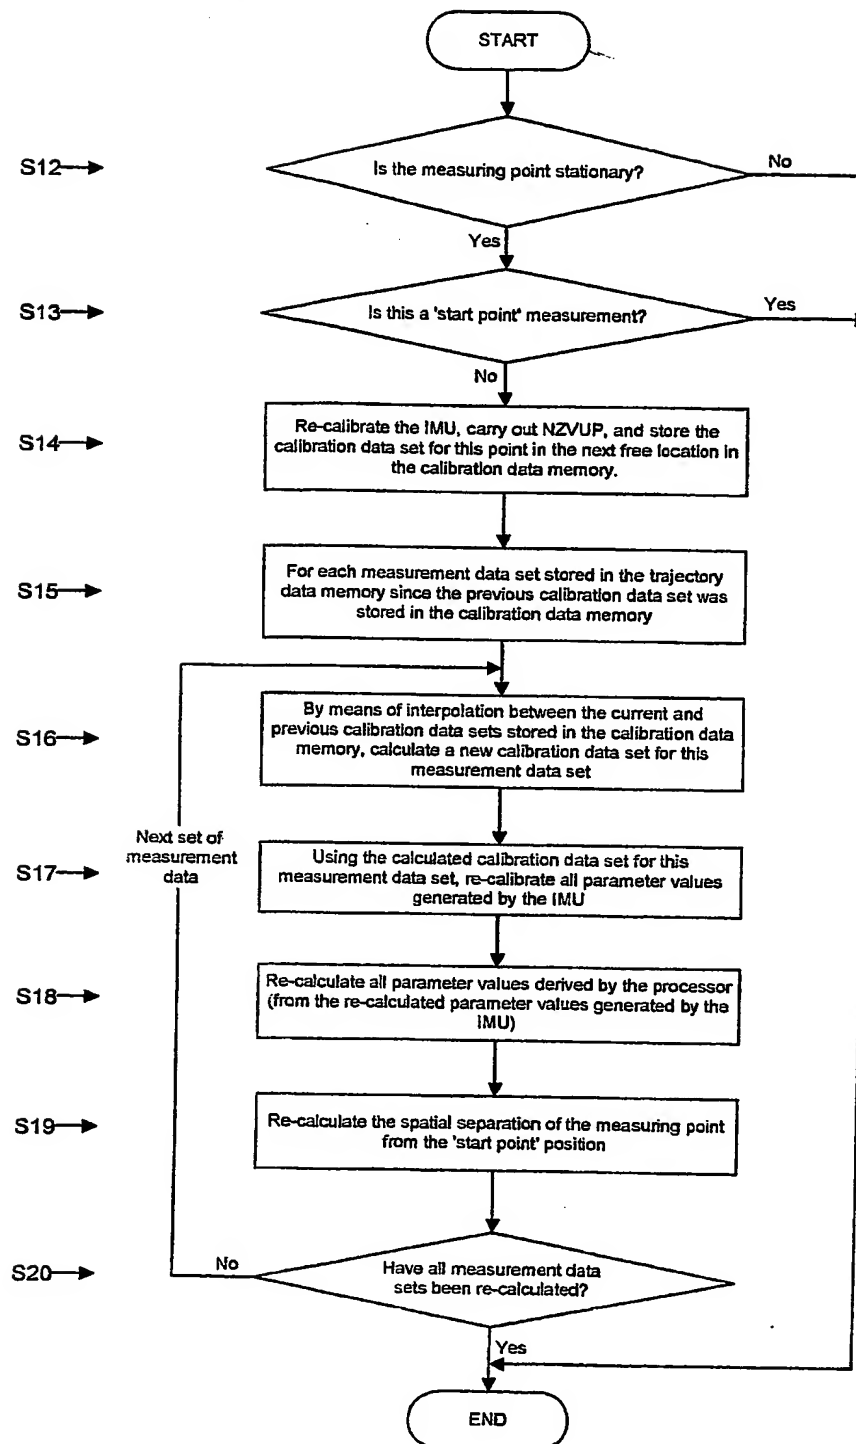 START
S12
Is the measuring point stationary?
No
Yes
S13
Is this a 'start point' measurement?
Yes
No
S14
Re-calibrate the IMU, carry out NZVUP, and store the
calibration data set for this point in the next free location in
the calibration data memory.
S15
For each measurement data set stored in the trajectory
data memory since the previous calibration data set was
stored in the calibration data memory
S16
By means of interpolation between the current and
previous calibration data sets stored in the calibration data
memory, calculate a new calibration data set for this
measurement data set
Next set of
measurement
data
S17
Using the calculated calibration data set for this
measurement data set, re-calibrate all parameter values
generated by the IMU
S18
Re-calculate all parameter values derived by the processor
(from the re-calculated parameter values generated by the
IMU)
S19
Re-calculate the spatial separation of the measuring point
from the 'start point' position
S20
No
Have all measurement data
sets been re-calculated?
Yes
END